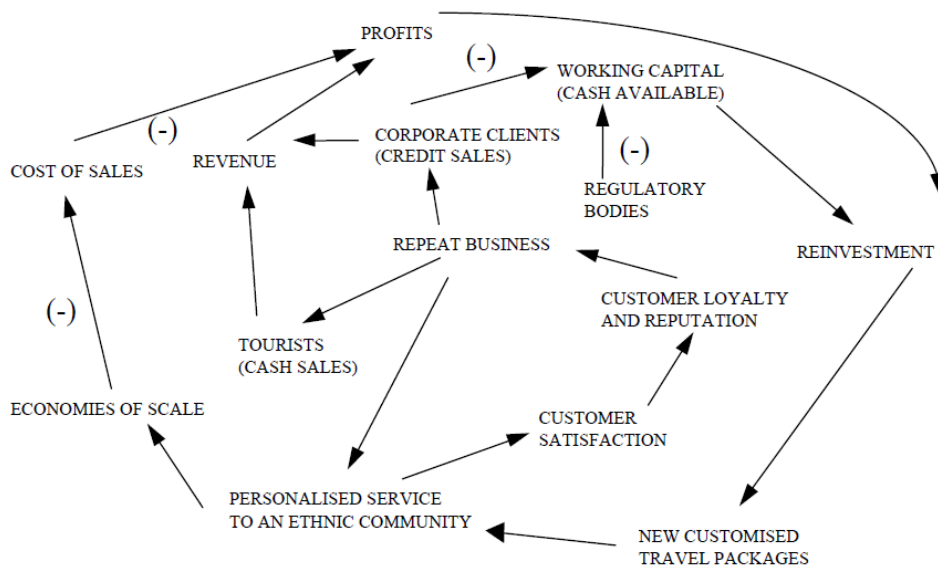 PROFITS
(-)
WORKING CAPITAL
(CASH AVAILABLE)
(-)
COST OF SALES
REVENUE
CORPORATE CLIENTS
(CREDIT SALES)
(-)
REGULATORY
BODIES
REPEAT BUSINESS
REINVESTMENT
(-)
CUSTOMER LOYALTY
AND REPUTATION
TOURISTS
(CASH SALES)
ECONOMIES OF SCALE
CUSTOMER
SATISFACTION
PERSONALISED SERVICE
TO AN ETHNIC COMMUNITY
NEW CUSTOMISED
TRAVEL PACKAGES